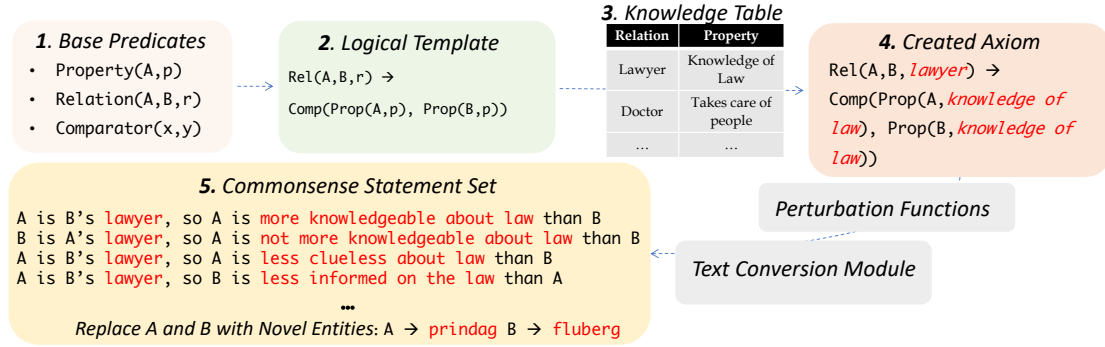 1. Base Predicates
• Property(A,p)
• Relation(A,B,r)
• Comparator(x,y)
2. Logical Template
Rel(A,B,r) →
Comp(Prop(A,p), Prop(B,p))
3. Knowledge Table
Relation Property
Lawyer Knowledge of
Law
Doctor Takes care of
people
... ...
4. Created Axiom
Rel(A,B,lawyer) →
Comp(Prop(A,knowledge of
law), Prop(B,knowledge of
law))
Perturbation Functions
Text Conversion Module
5. Commonsense Statement Set
A is B's lawyer, so A is more knowledgeable about law than B
B is A's lawyer, so A is not more knowledgeable about law than B
A is B's lawyer, so A is less clueless about law than B
A is B's lawyer, so B is less informed on the law than A
...
Replace A and B with Novel Entities: A → prindag B → fluberg